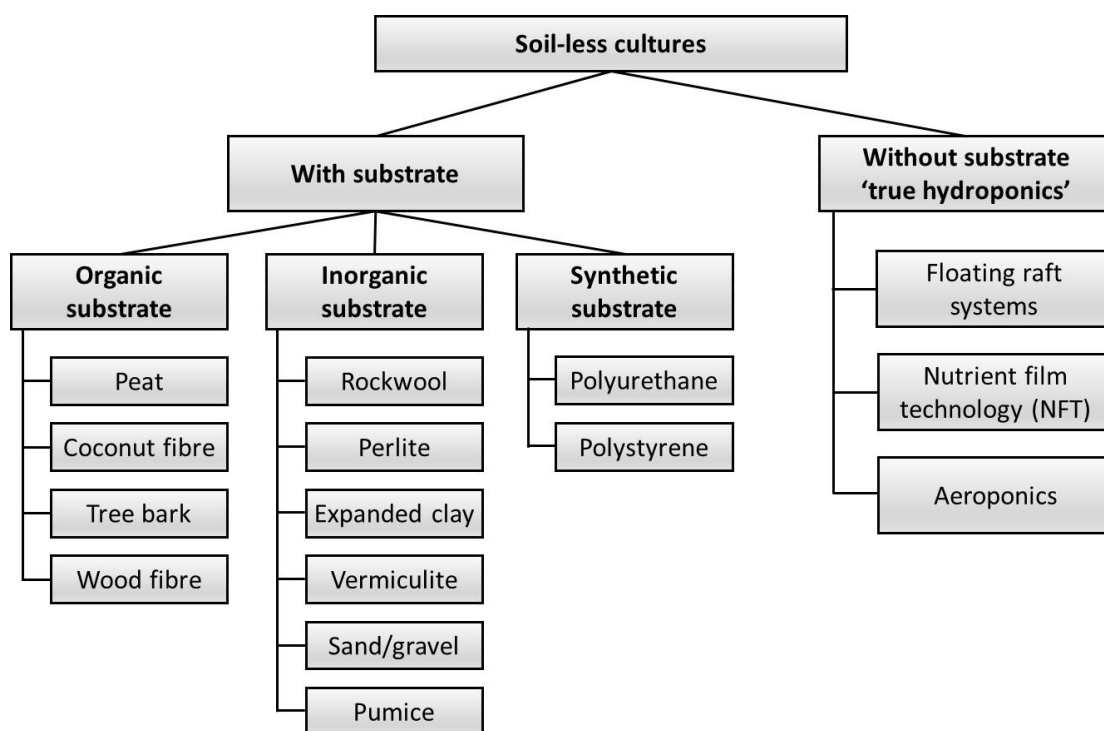 Soil-less cultures
With substrate
Without substrate
‘true hydroponics’
Organic
substrate
Peat
Coconut fibre
Tree bark
Wood fibre
Inorganic
substrate
Rockwool
Perlite
Expanded clay
Vermiculite
Sand/gravel
Pumice
Synthetic
substrate
Polyurethane
Polystyrene
Floating raft
systems
Nutrient film
technology (NFT)
Aeroponics